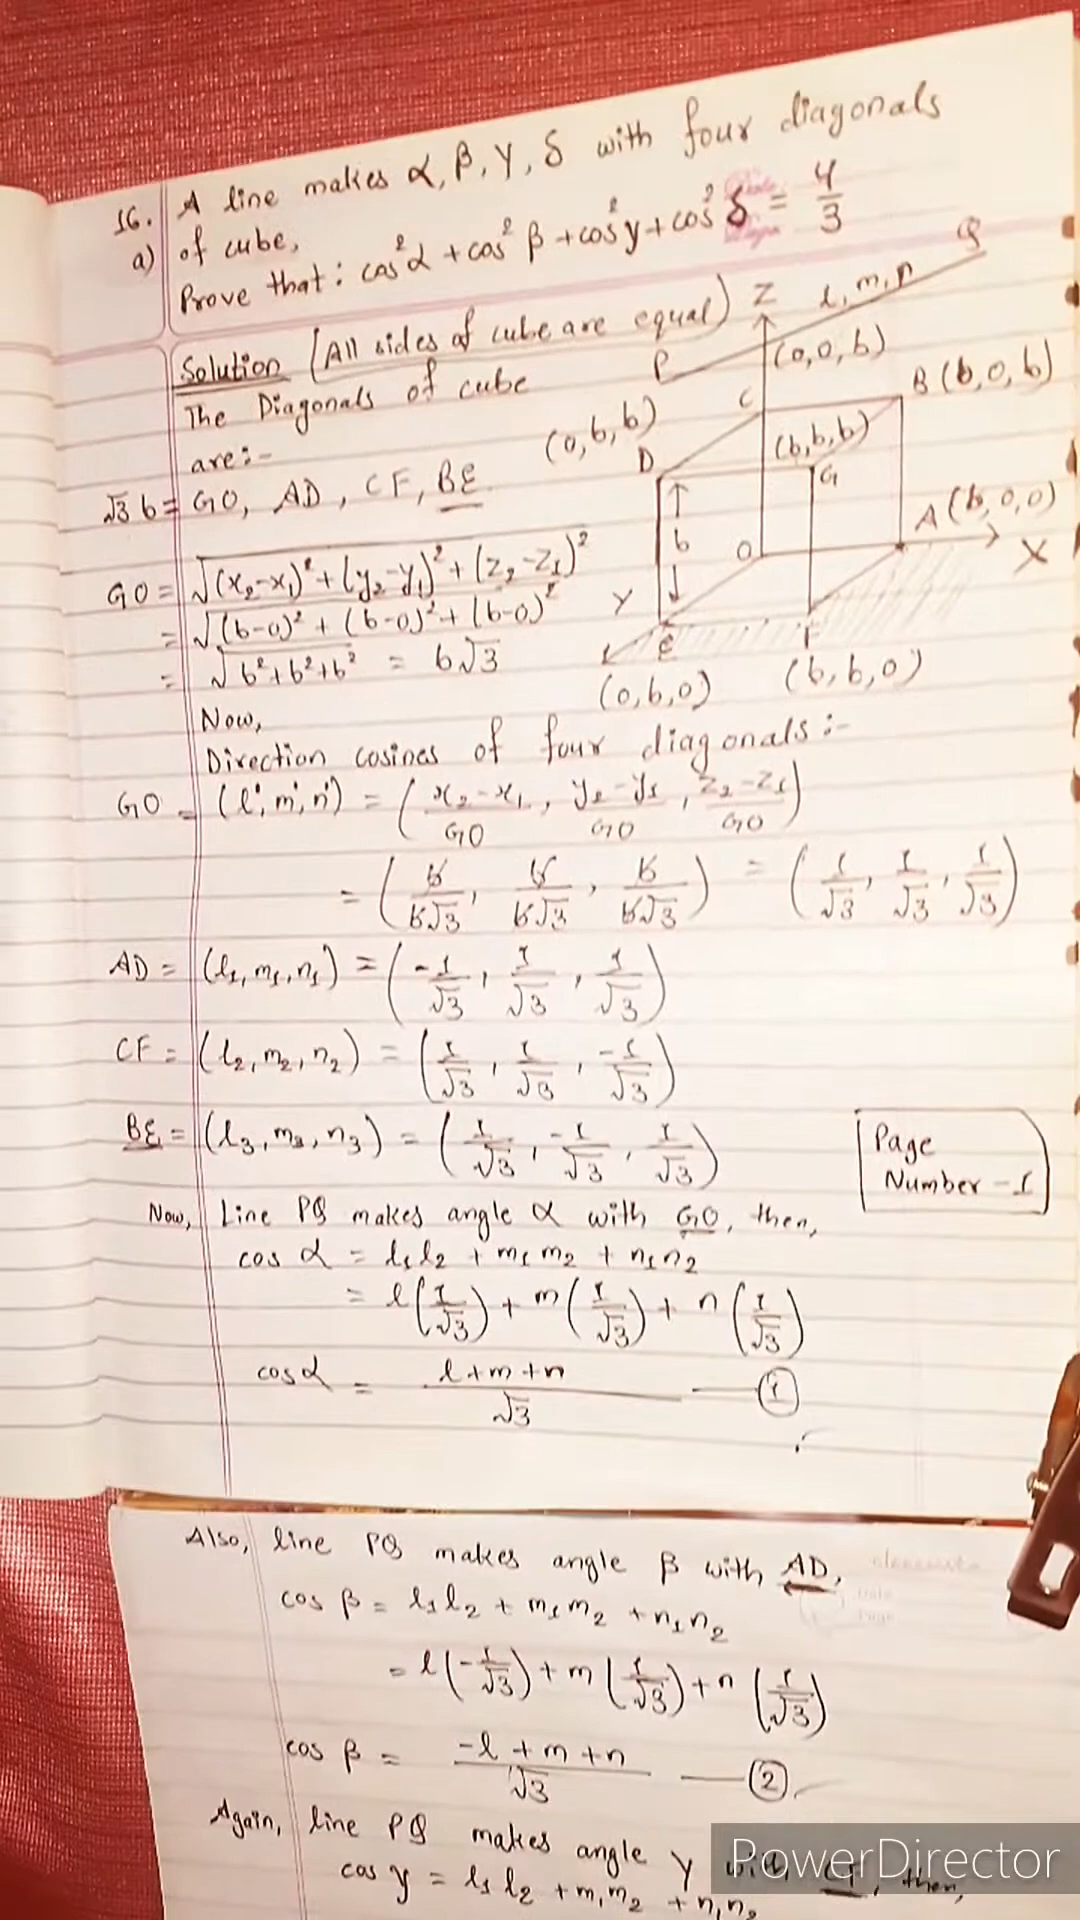 16. A line makes α, β, γ, δ with four diagonals
a) of cube,
Prove that: cos²α + cos²β + cos²γ + cos²δ = 4/3
Solution (All sides of cube are equal)
The Diagonals of cube
are:-
√3 b = GO, AD, CF, BE
Z
l, m, n
Q
P
(0,0,b)
C
B (b,0,b)
(0,b,b)
D
(b,b,b)
G
b
O
A (b,0,0)
X
Y
E
F
(0,b,0)
(b,b,0)
GO = √(x₂-x₁)² + (y₂-y₁)² + (z₂-z₁)²
= √(b-0)² + (b-0)² + (b-0)²
= √b²+b²+b² = b√3
Now,
Direction cosines of four diagonals:-
GO = (l', m', n') = (x₂-x₁/GO, y₂-y₁/GO, z₂-z₁/GO)
= (b/b√3, b/b√3, b/b√3) = (1/√3, 1/√3, 1/√3)
AD = (l₁, m₁, n₁) = (-1/√3, 1/√3, 1/√3)
CF = (l₂, m₂, n₂) = (1/√3, 1/√3, -1/√3)
BE = (l₃, m₃, n₃) = (1/√3, -1/√3, 1/√3)
Page
Number - 1
Now, Line PQ makes angle α with GO, then,
cos α = l₁l₂ + m₁m₂ + n₁n₂
= l(1/√3) + m(1/√3) + n(1/√3)
cos α = l+m+n/√3 — ①
Also, line PQ makes angle β with AD,
cos β = l₁l₂ + m₁m₂ + n₁n₂
= l(-1/√3) + m(1/√3) + n(1/√3)
cos β = -l+m+n/√3 — ②
Again, line PQ makes angle γ with CF, then,
cos γ = l₁l₂ + m₁m₂ + n₁n₂
PowerDirector